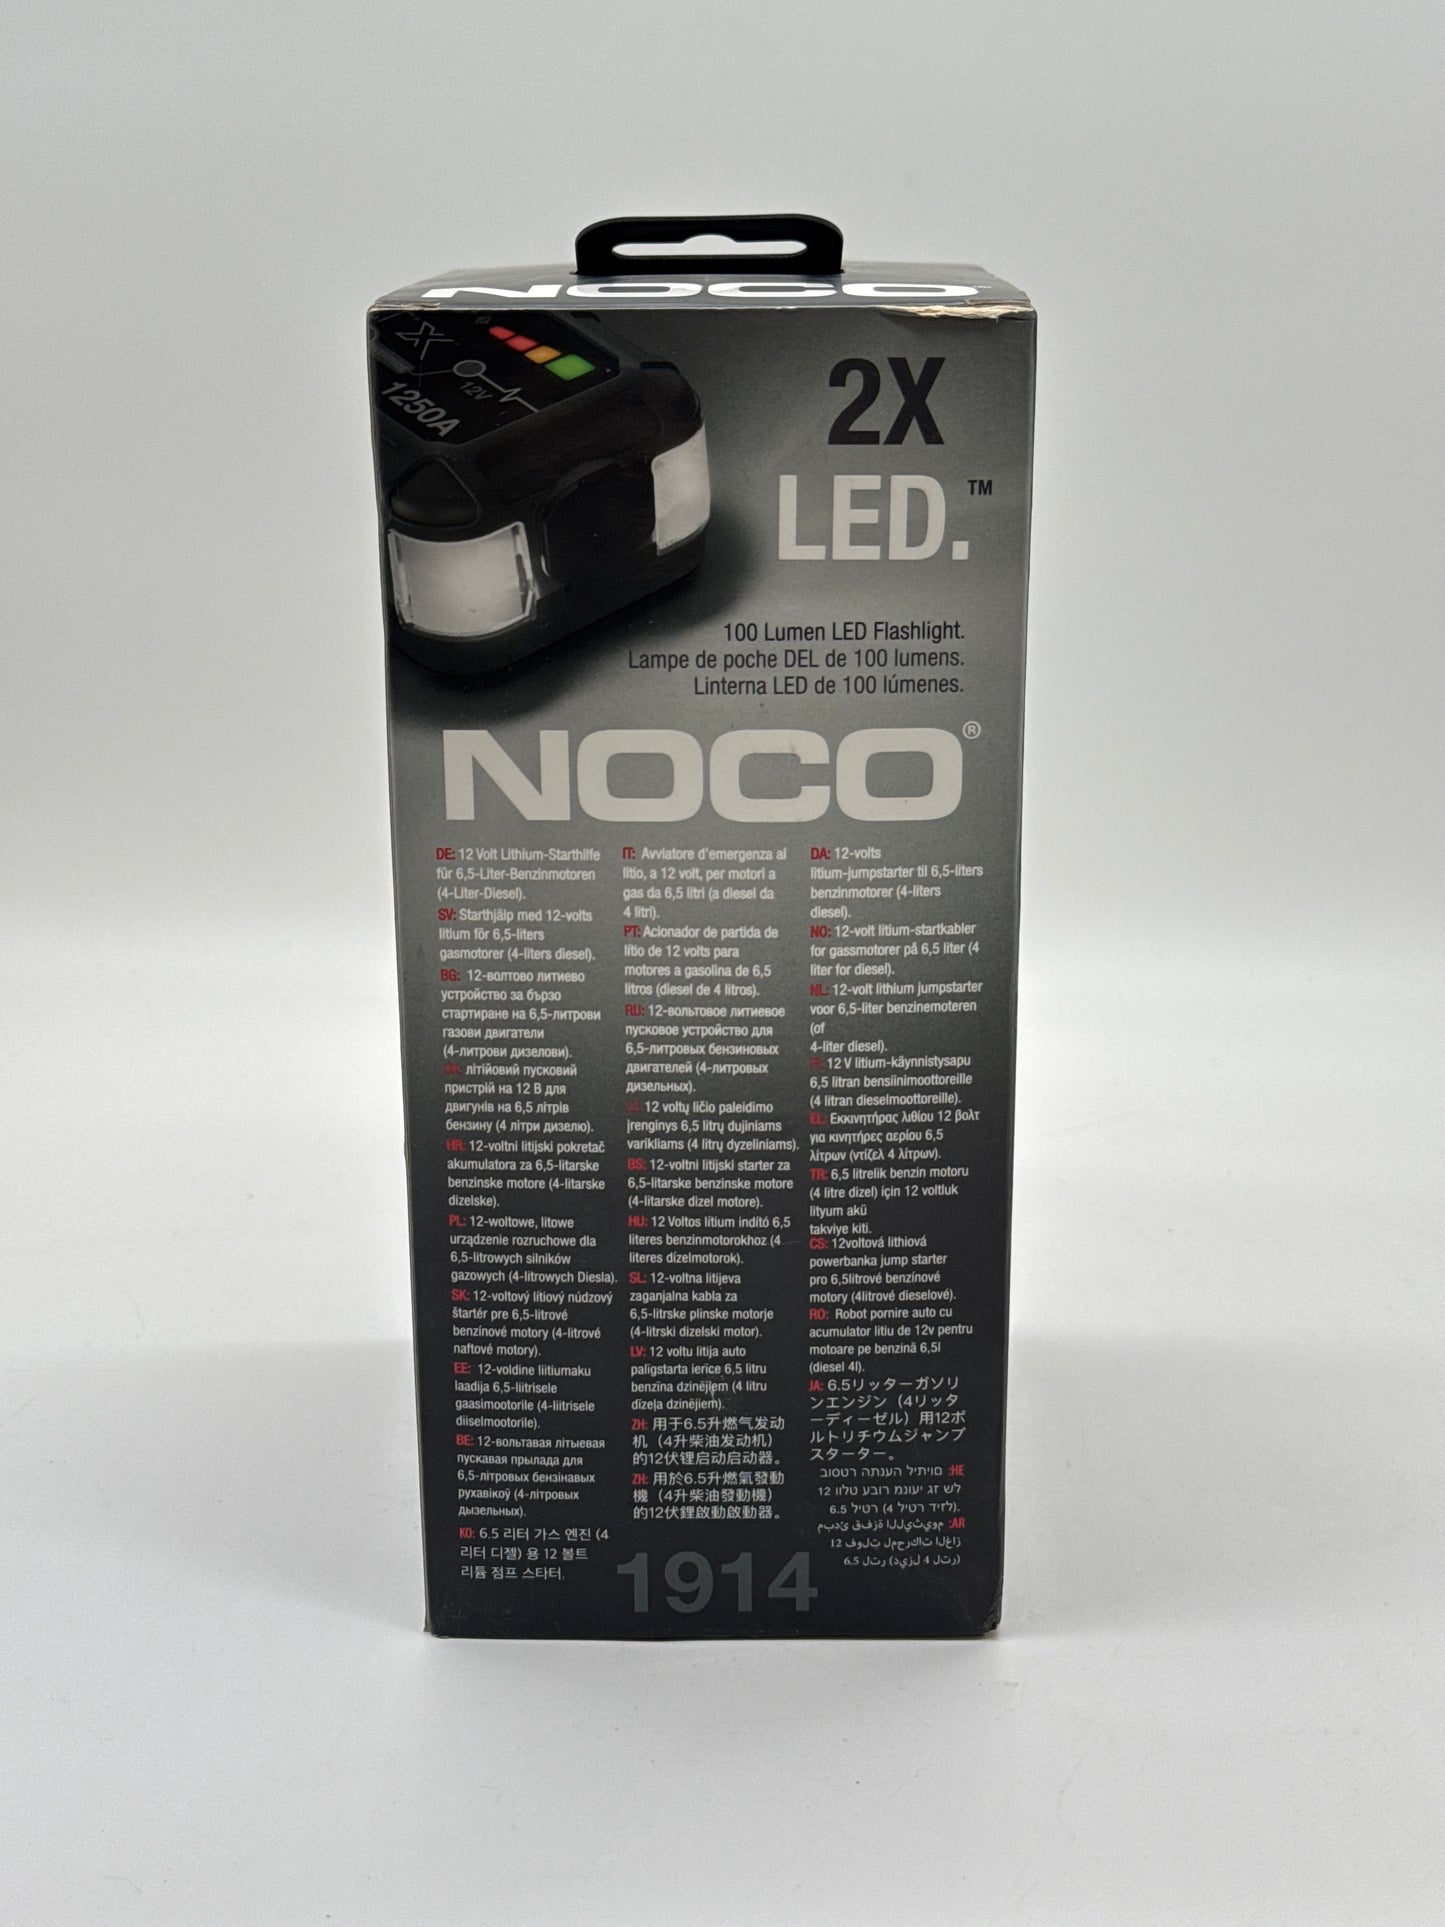 NOCO
X
12V
1250A
2X
LED.™
100 Lumen LED Flashlight.
Lampe de poche DEL de 100 lumens.
Linterna LED de 100 lúmenes.
NOCO®
DE: 12 Volt Lithium-Starthilfe
für 6,5-Liter-Benzinmotoren
(4-Liter-Diesel).
SV: Starthjälp med 12-volts
litium för 6,5-liters
gasmotorer (4-liters diesel).
BG: 12-волтово литиево
устройство за бързо
стартиране на 6,5-литрови
газови двигатели
(4-литрови дизелови).
літійовий пусковий
пристрій на 12 В для
двигунів на 6,5 літрів
бензину (4 літри дизелю).
HR: 12-voltni litijski pokretač
akumulatora za 6,5-litarske
benzinske motore (4-litarske
dizelske).
PL: 12-woltowe, litowe
urządzenie rozruchowe dla
6,5-litrowych silników
gazowych (4-litrowych Diesla).
SK: 12-voltový lítiový núdzový
štartér pre 6,5-litrové
benzínové motory (4-litrové
naftové motory).
EE: 12-voldine liitiumaku
laadija 6,5-liitrisele
gaasimootorile (4-liitrisele
diiselmootorile).
BE: 12-вольтавая літыевая
пускавая прылада для
6,5-літровых бензінавых
рухавікоў (4-літровых
дызельных).
KO: 6.5 리터 가스 엔진 (4
리터 디젤) 용 12 볼트
리튬 점프 스타터.
IT: Avviatore d'emergenza al
litio, a 12 volt, per motori a
gas da 6,5 litri (a diesel da
4 litri).
PT: Acionador de partida de
lítio de 12 volts para
motores a gasolina de 6,5
litros (diesel de 4 litros).
RU: 12-вольтовое литиевое
пусковое устройство для
6,5-литровых бензиновых
двигателей (4-литровых
дизельных).
12 voltų ličio paleidimo
įrenginys 6,5 litrų dujiniams
varikliams (4 litrų dyzeliniams).
BS: 12-voltni litijski starter za
6,5-litarske benzinske motore
(4-litarske dizel motore).
HU: 12 Voltos lítium indító 6,5
literes benzinmotorokhoz (4
literes dízelmotorok).
SL: 12-voltna litijeva
zaganjalna kabla za
6,5-litrske plinske motorje
(4-litrski dizelski motor).
LV: 12 voltu litija auto
palīgstarta ierīce 6,5 litru
benzīna dzinējiem (4 litru
dīzeļa dzinējiem).
ZH: 用于6.5升燃气发动
机（4升柴油发动机）
的12伏锂启动启动器。
ZH: 用於6.5升燃氣發動
機（4升柴油發動機）
的12伏鋰啟動啟動器。
DA: 12-volts
litium-jumpstarter til 6,5-liters
benzinmotorer (4-liters
diesel).
NO: 12-volt litium-startkabler
for gassmotorer på 6,5 liter (4
liter for diesel).
NL: 12-volt lithium jumpstarter
voor 6,5-liter benzinemoteren
(of
4-liter diesel).
12 V litium-käynnistysapu
6,5 litran bensiinimoottoreille
(4 litran dieselmoottoreille).
EL: Εκκινητήρας λιθίου 12 βολτ
για κινητήρες αερίου 6,5
λίτρων (ντίζελ 4 λίτρων).
TR: 6,5 litrelik benzin motoru
(4 litre dizel) için 12 voltluk
lityum akü
takviye kiti.
CS: 12voltová lithiová
powerbanka jump starter
pro 6,5litrové benzínové
motory (4litrové dieselové).
RO: Robot pornire auto cu
acumulator litiu de 12v pentru
motoare pe benzină 6,5l
(diesel 4l).
JA: 6.5リッターガソリ
ンエンジン（4リッタ
ーディーゼル）用12ボ
ルトリチウムジャンプ
スターター。
בוסטר התנעה ליתיום :HE
12 וולט עבור מנועי גז של
6.5 ליטר (4 ליטר דיזל).
AR:
12
6.5
1914